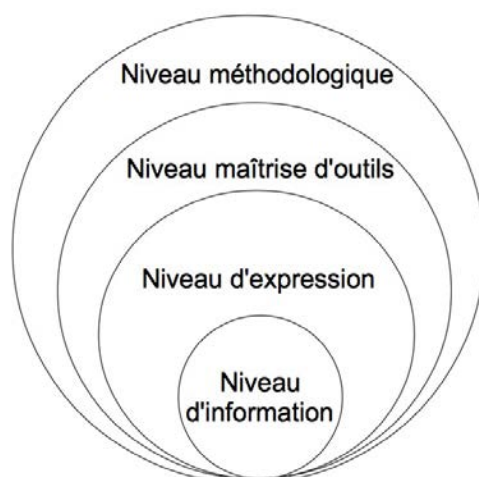 Niveau méthodologique
Niveau maîtrise d'outils
Niveau d'expression
Niveau
d'information